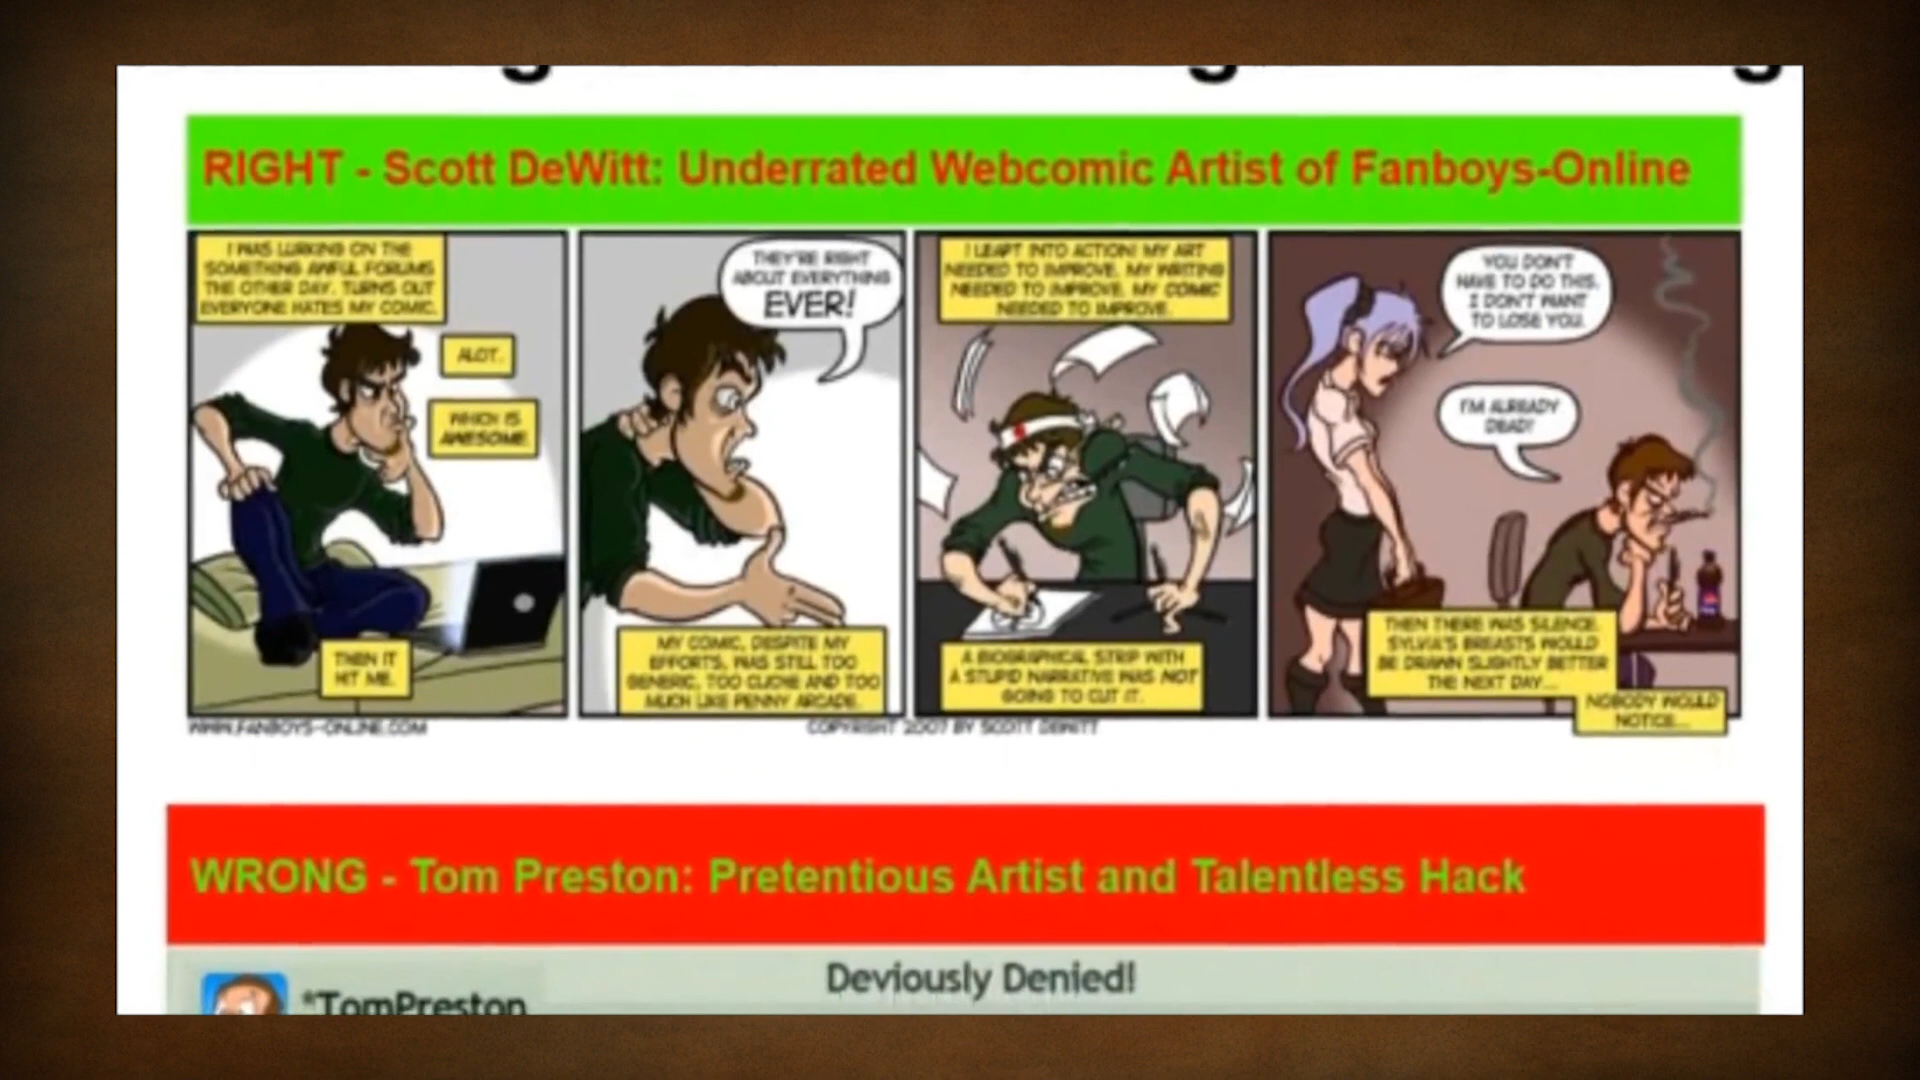 RIGHT - Scott DeWitt: Underrated Webcomic Artist of Fanboys-Online
I WAS LURKING ON THE
SOMETHING AWFUL FORUMS
THE OTHER DAY. TURNS OUT
EVERYONE HATES MY COMIC.
ALOT.
WHICH IS
AWESOME.
THEN IT
HIT ME.
THEY'RE RIGHT
ABOUT EVERYTHING
EVER!
MY COMIC, DESPITE MY
EFFORTS, WAS STILL TOO
GENERIC, TOO CLICHE AND TOO
MUCH LIKE PENNY ARCADE.
I LEAPT INTO ACTION! MY ART
NEEDED TO IMPROVE. MY WRITING
NEEDED TO IMPROVE. MY COMIC
NEEDED TO IMPROVE.
A BIOGRAPHICAL STRIP WITH
A STUPID NARRATIVE WAS NOT
GOING TO CUT IT.
YOU DON'T
HAVE TO DO THIS.
I DON'T WANT
TO LOSE YOU.
I'M ALREADY
DEAD!
THEN THERE WAS SILENCE.
SYLVIA'S BREASTS WOULD
BE DRAWN SLIGHTLY BETTER
THE NEXT DAY...
NOBODY WOULD
NOTICE...
WWW.FANBOYS-ONLINE.COM
COPYRIGHT 2007 BY SCOTT DEWITT
WRONG - Tom Preston: Pretentious Artist and Talentless Hack
Deviously Denied!
*TomPreston